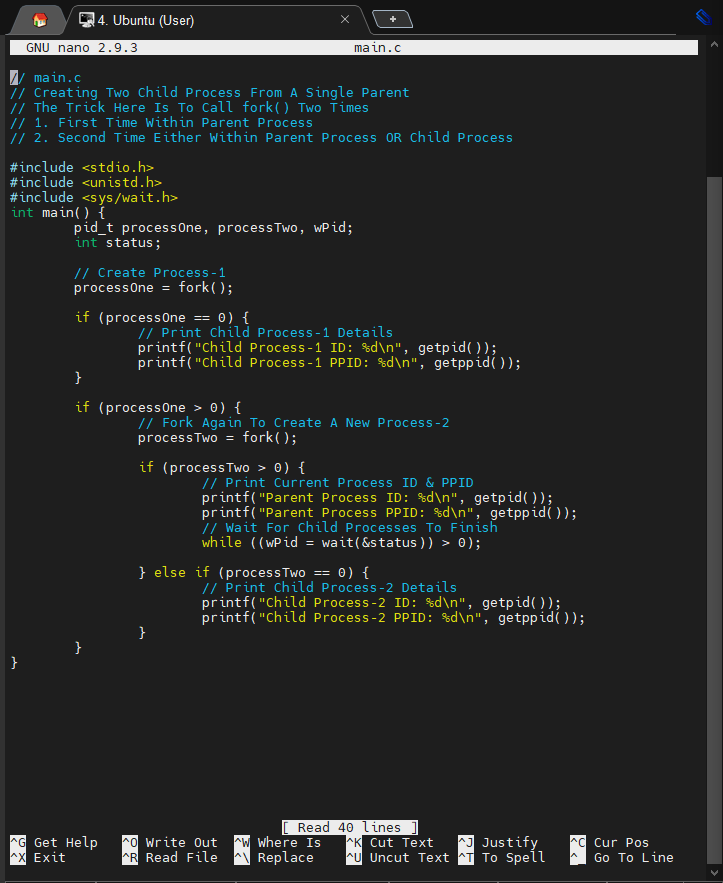 4. Ubuntu (User)
GNU nano 2.9.3 main.c
// main.c
// Creating Two Child Process From A Single Parent
// The Trick Here Is To Call fork() Two Times
// 1. First Time Within Parent Process
// 2. Second Time Either Within Parent Process OR Child Process
#include <stdio.h>
#include <unistd.h>
#include <sys/wait.h>
int main() {
pid_t processOne, processTwo, wPid;
int status;
// Create Process-1
processOne = fork();
if (processOne == 0) {
// Print Child Process-1 Details
printf("Child Process-1 ID: %d\n", getpid());
printf("Child Process-1 PPID: %d\n", getppid());
}
if (processOne > 0) {
// Fork Again To Create A New Process-2
processTwo = fork();
if (processTwo > 0) {
// Print Current Process ID & PPID
printf("Parent Process ID: %d\n", getpid());
printf("Parent Process PPID: %d\n", getppid());
// Wait For Child Processes To Finish
while ((wPid = wait(&status)) > 0);
} else if (processTwo == 0) {
// Print Child Process-2 Details
printf("Child Process-2 ID: %d\n", getpid());
printf("Child Process-2 PPID: %d\n", getppid());
}
}
}
[ Read 40 lines ]
^G Get Help ^O Write Out ^W Where Is ^K Cut Text ^J Justify ^C Cur Pos
^X Exit ^R Read File ^\ Replace ^U Uncut Text ^T To Spell ^_ Go To Line